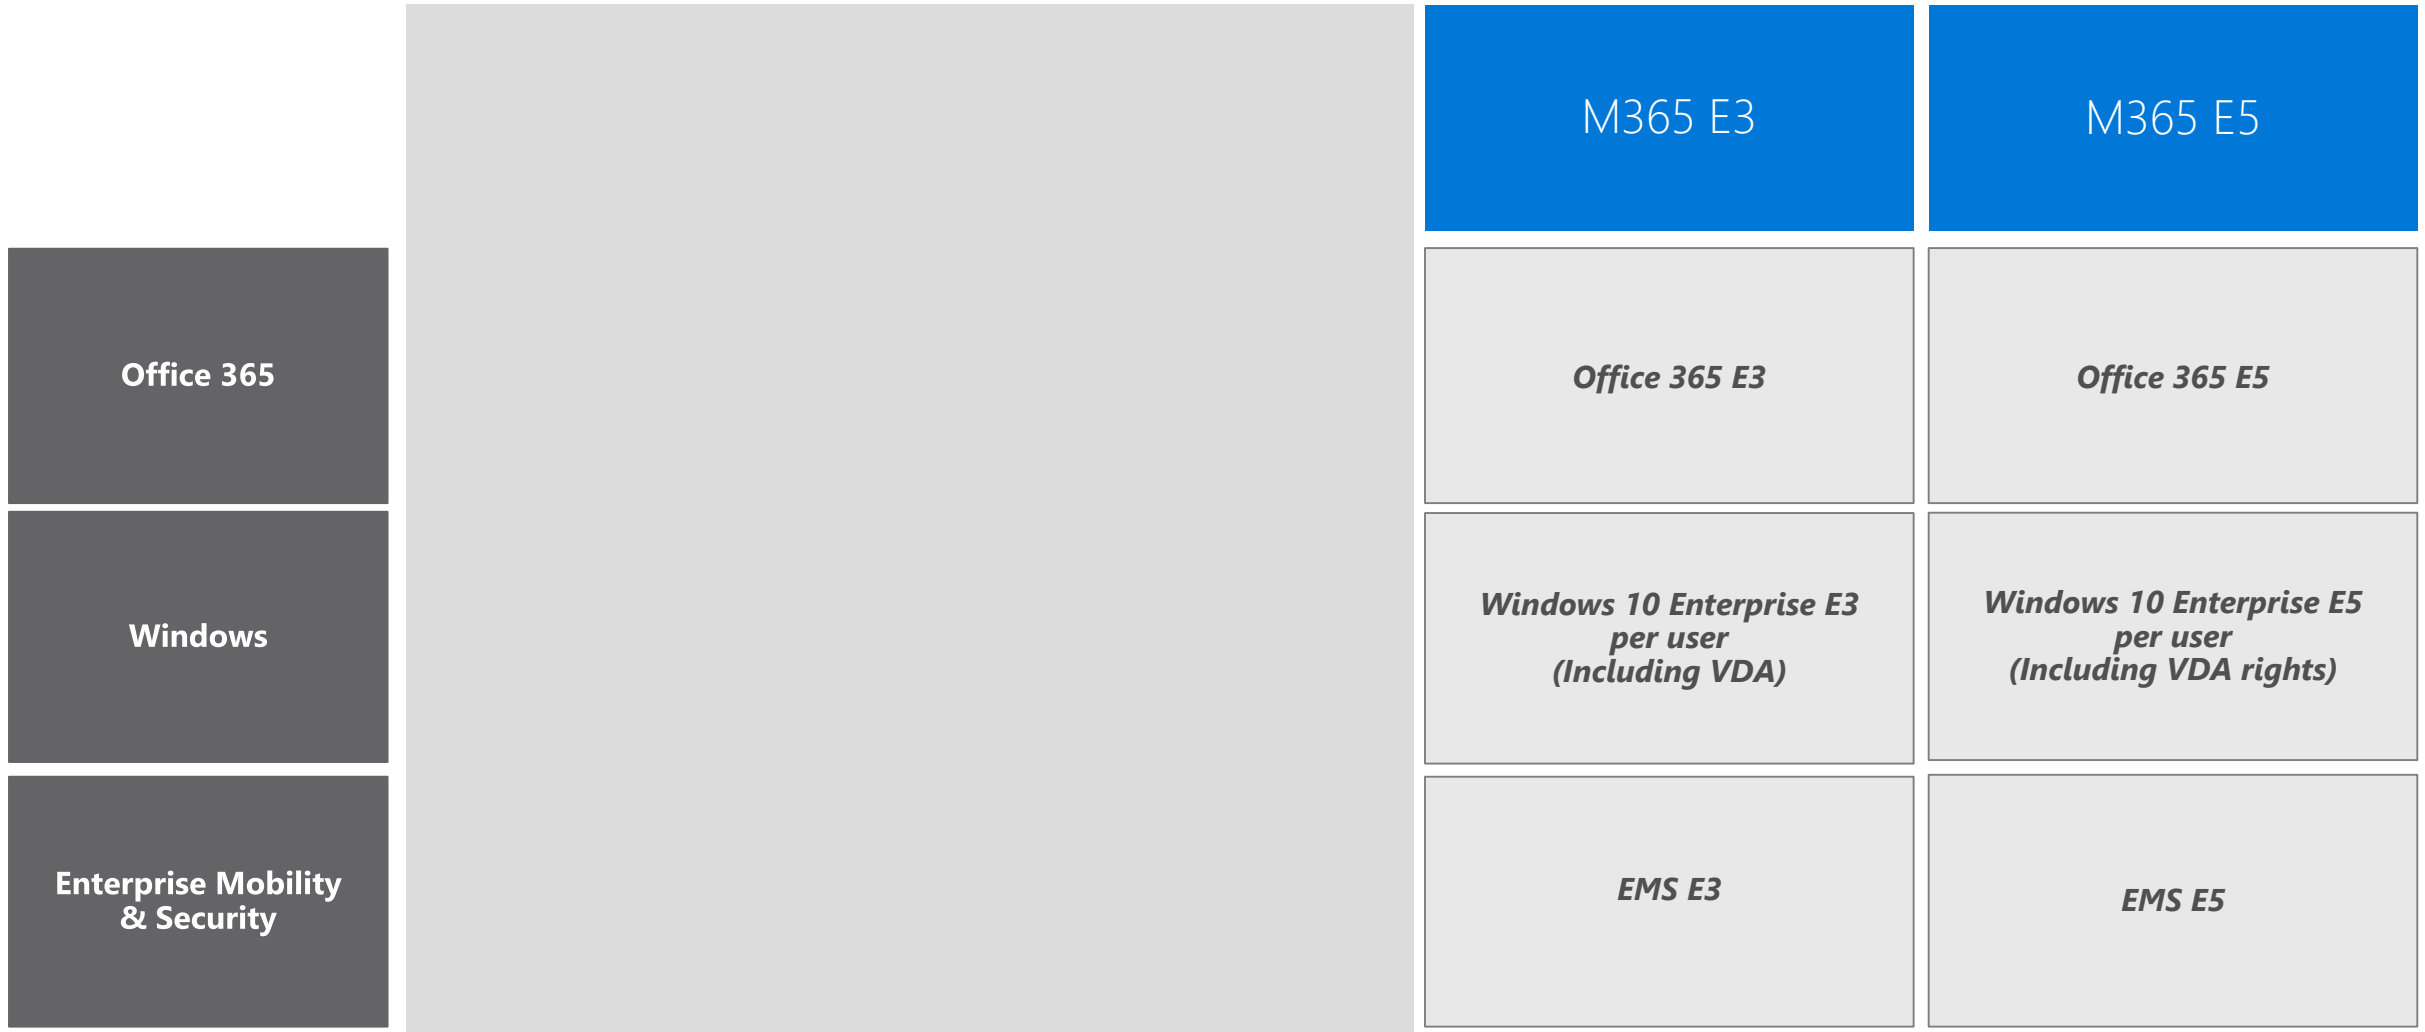 M365 E3
M365 E5
Office 365
Office 365 E3
Office 365 E5
Windows
Windows 10 Enterprise E3
per user
(Including VDA)
Windows 10 Enterprise E5
per user
(Including VDA rights)
Enterprise Mobility
& Security
EMS E3
EMS E5